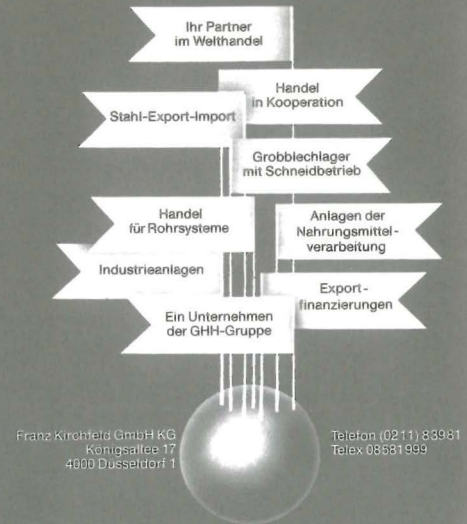 Ihr Partner
im Welthandel
Handel
in Kooperation
Stahl-Export-Import
Grobblechlager
mit Schneidbetrieb
Handel
für Rohrsysteme
Anlagen der
Nahrungsmittel-
verarbeitung
Industrieanlagen
Export-
finanzierungen
Ein Unternehmen
der GHH-Gruppe
Franz Kirchfeld GmbH KG
Königsallee 17
4000 Düsseldorf 1
Telefon (0211) 83981
Telex 08581999